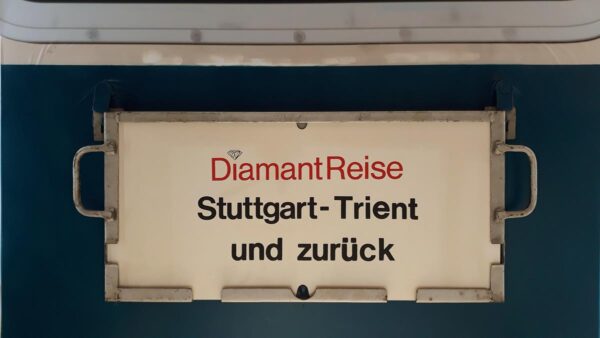 DiamantReise
Stuttgart-Trient
und zurück